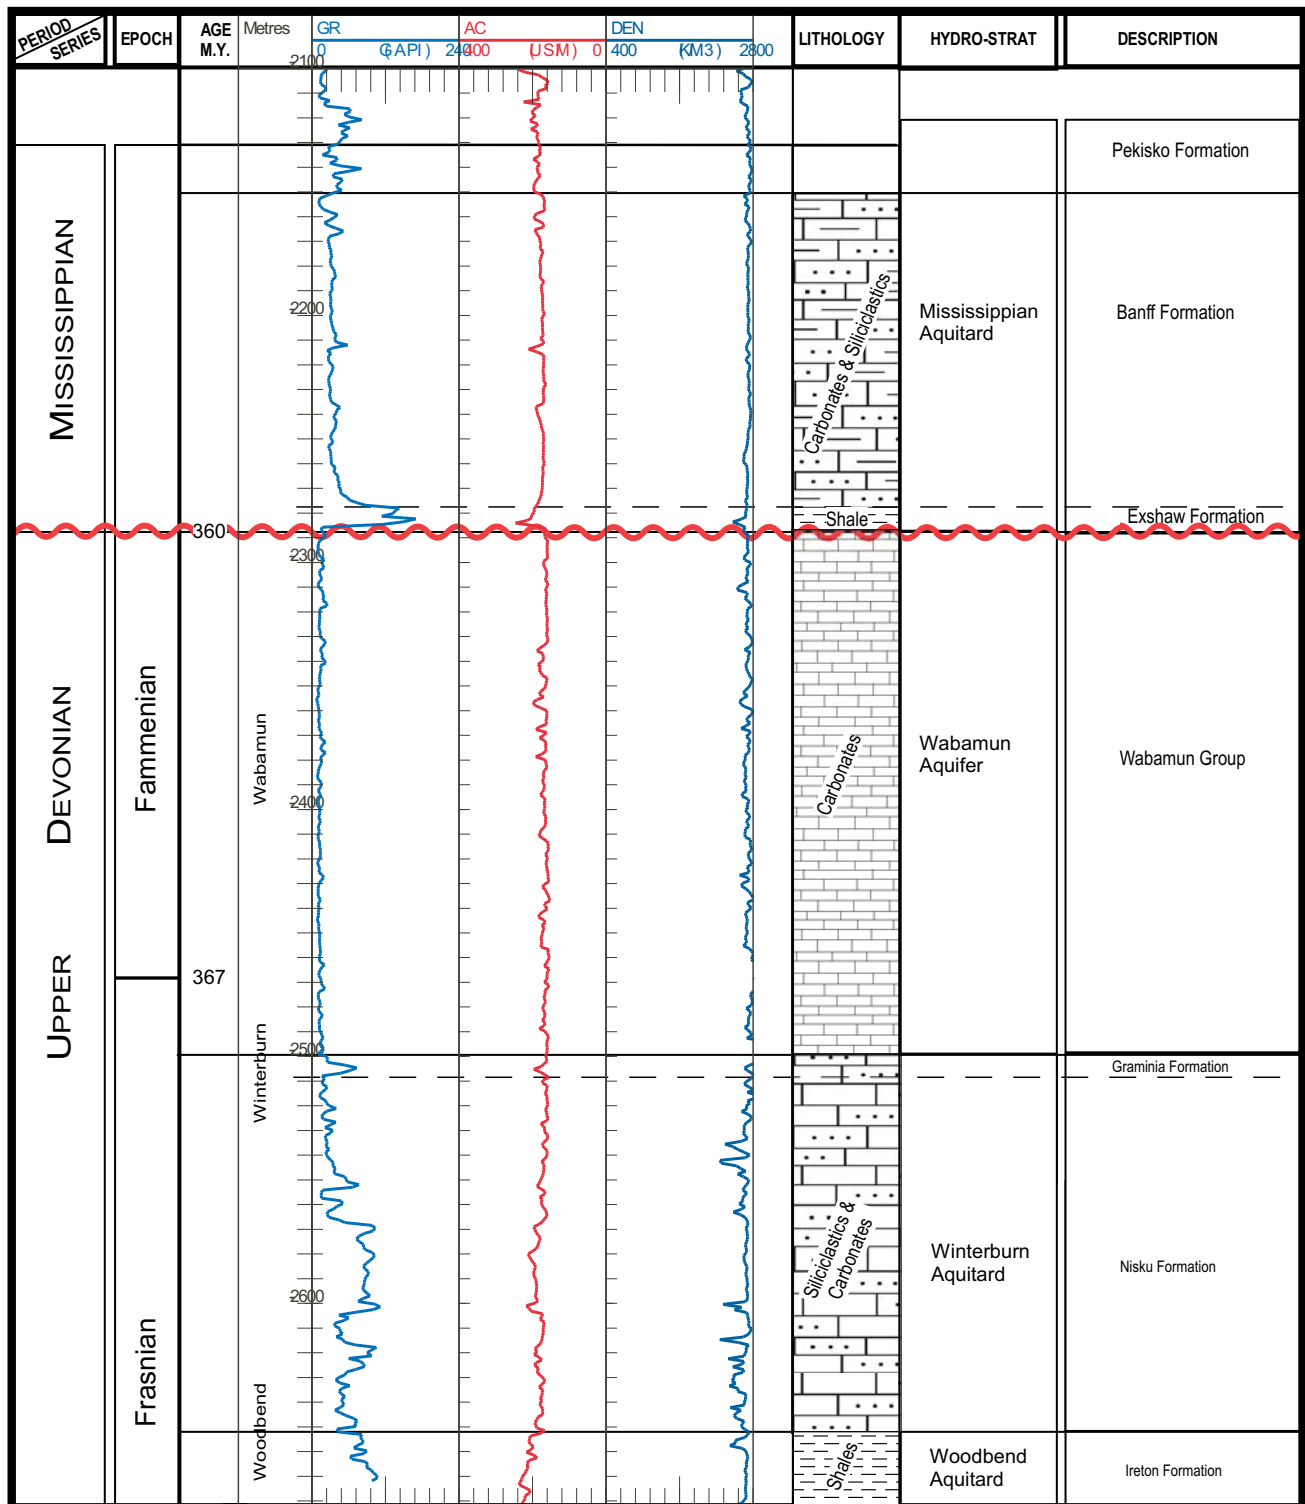 PERIOD
SERIES
EPOCH
AGE
M.Y.
Metres
GR
0 (GAPI) 240
AC
400 (USM) 0
DEN
400 (KM3) 2800
LITHOLOGY
HYDRO-STRAT
DESCRIPTION
2100
Pekisko Formation
MISSISSIPPIAN
2200
Carbonates & Siliciclastics
Mississippian
Aquitard
Banff Formation
Shale
Exshaw Formation
360
2300
UPPER DEVONIAN
Fammenian
Wabamun
2400
Carbonates
Wabamun
Aquifer
Wabamun Group
367
Winterburn
2500
Graminia Formation
Siliciclastics &
Carbonates
Winterburn
Aquitard
Nisku Formation
2600
Frasnian
Woodbend
Shales
Woodbend
Aquitard
Ireton Formation